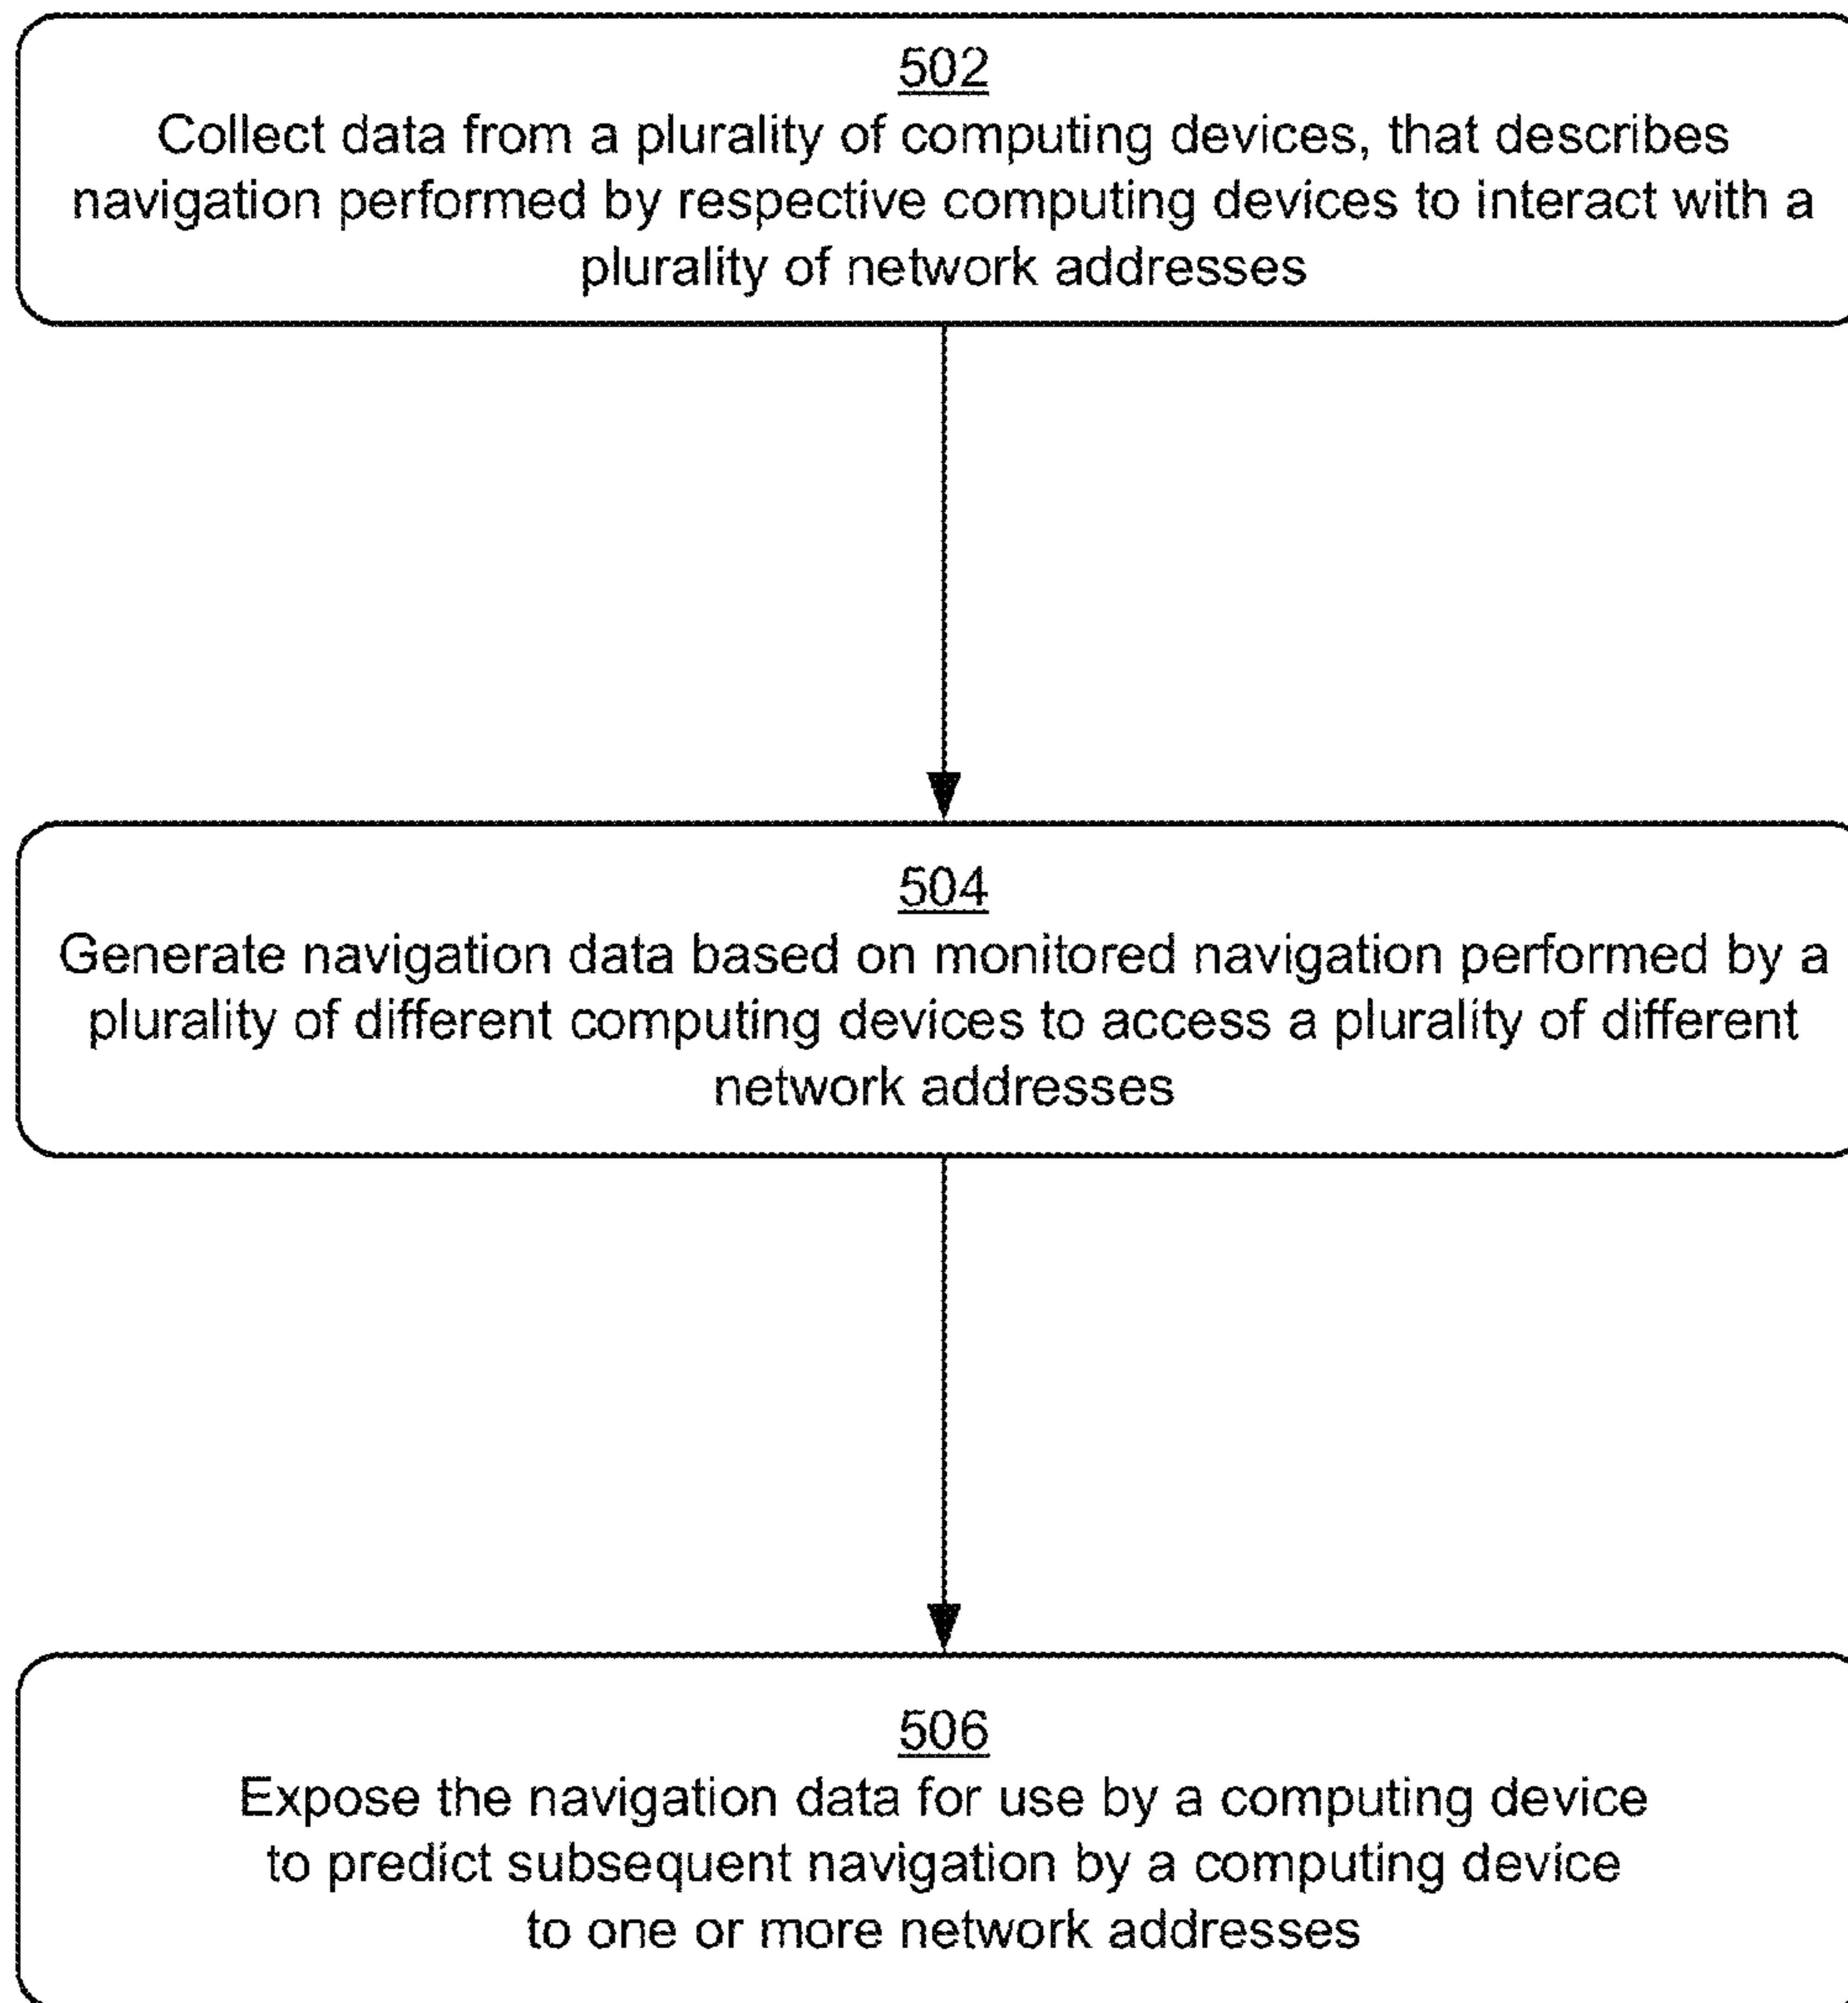 502
Collect data from a plurality of computing devices, that describes
navigation performed by respective computing devices to interact with a
plurality of network addresses
504
Generate navigation data based on monitored navigation performed by a
plurality of different computing devices to access a plurality of different
network addresses
506
Expose the navigation data for use by a computing device
to predict subsequent navigation by a computing device
to one or more network addresses